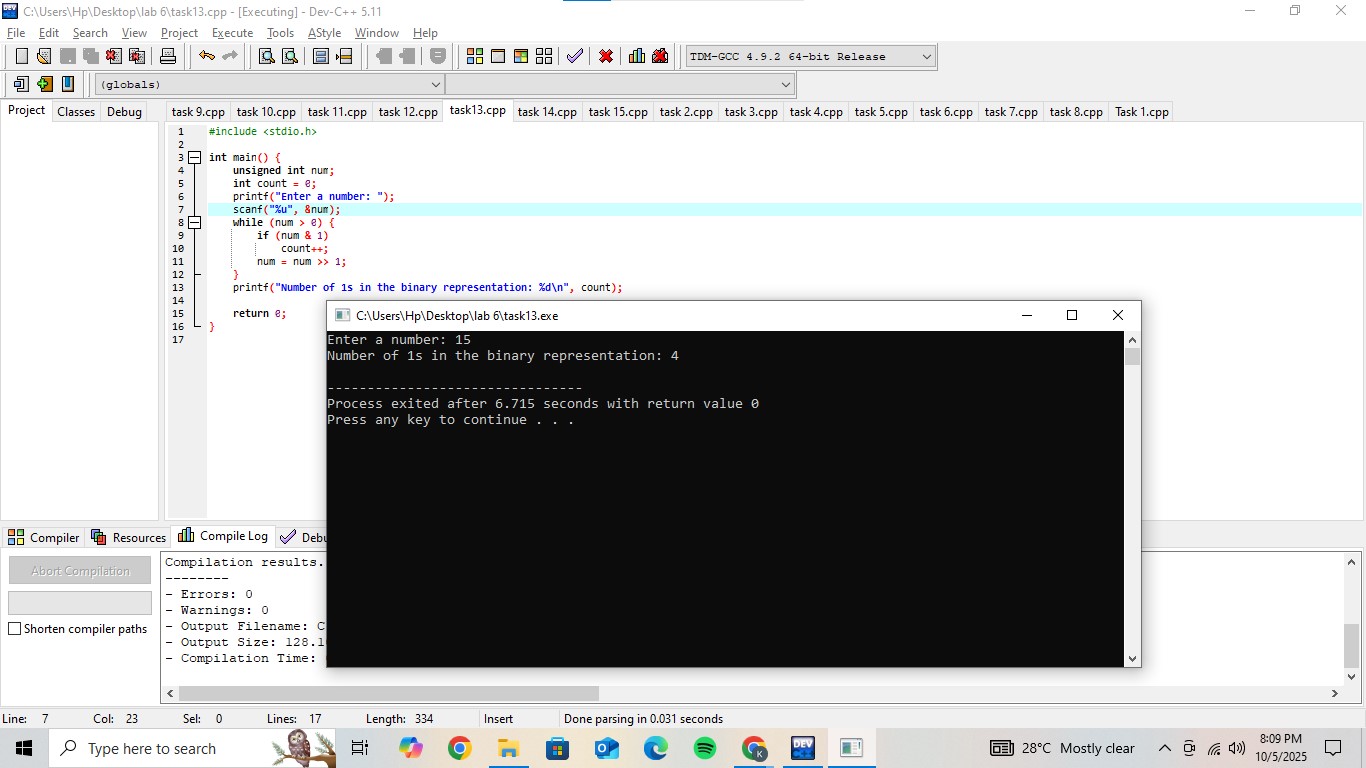 C:\Users\Hp\Desktop\lab 6\task13.cpp - [Executing] - Dev-C++ 5.11
File Edit Search View Project Execute Tools AStyle Window Help
TDM-GCC 4.9.2 64-bit Release
(globals)
Project Classes Debug
task 9.cpp task 10.cpp task 11.cpp task 12.cpp task13.cpp task 14.cpp task 15.cpp task 2.cpp task 3.cpp task 4.cpp task 5.cpp task 6.cpp task 7.cpp task 8.cpp Task 1.cpp
1 #include <stdio.h>
2
3 int main() {
4 unsigned int num;
5 int count = 0;
6 printf("Enter a number: ");
7 scanf("%u", &num);
8 while (num > 0) {
9 if (num & 1)
10 count++;
11 num = num >> 1;
12 }
13 printf("Number of 1s in the binary representation: %d\n", count);
14
15 return 0;
16 }
17
C:\Users\Hp\Desktop\lab 6\task13.exe
Enter a number: 15
Number of 1s in the binary representation: 4
--------------------------------
Process exited after 6.715 seconds with return value 0
Press any key to continue . . .
Compiler Resources Compile Log Debu
Abort Compilation
Shorten compiler paths
Compilation results.
--------
- Errors: 0
- Warnings: 0
- Output Filename: C
- Output Size: 128.1
- Compilation Time:
Line: 7 Col: 23 Sel: 0 Lines: 17 Length: 334 Insert Done parsing in 0.031 seconds
Type here to search
K
DEV
28°C Mostly clear
8:09 PM
10/5/2025